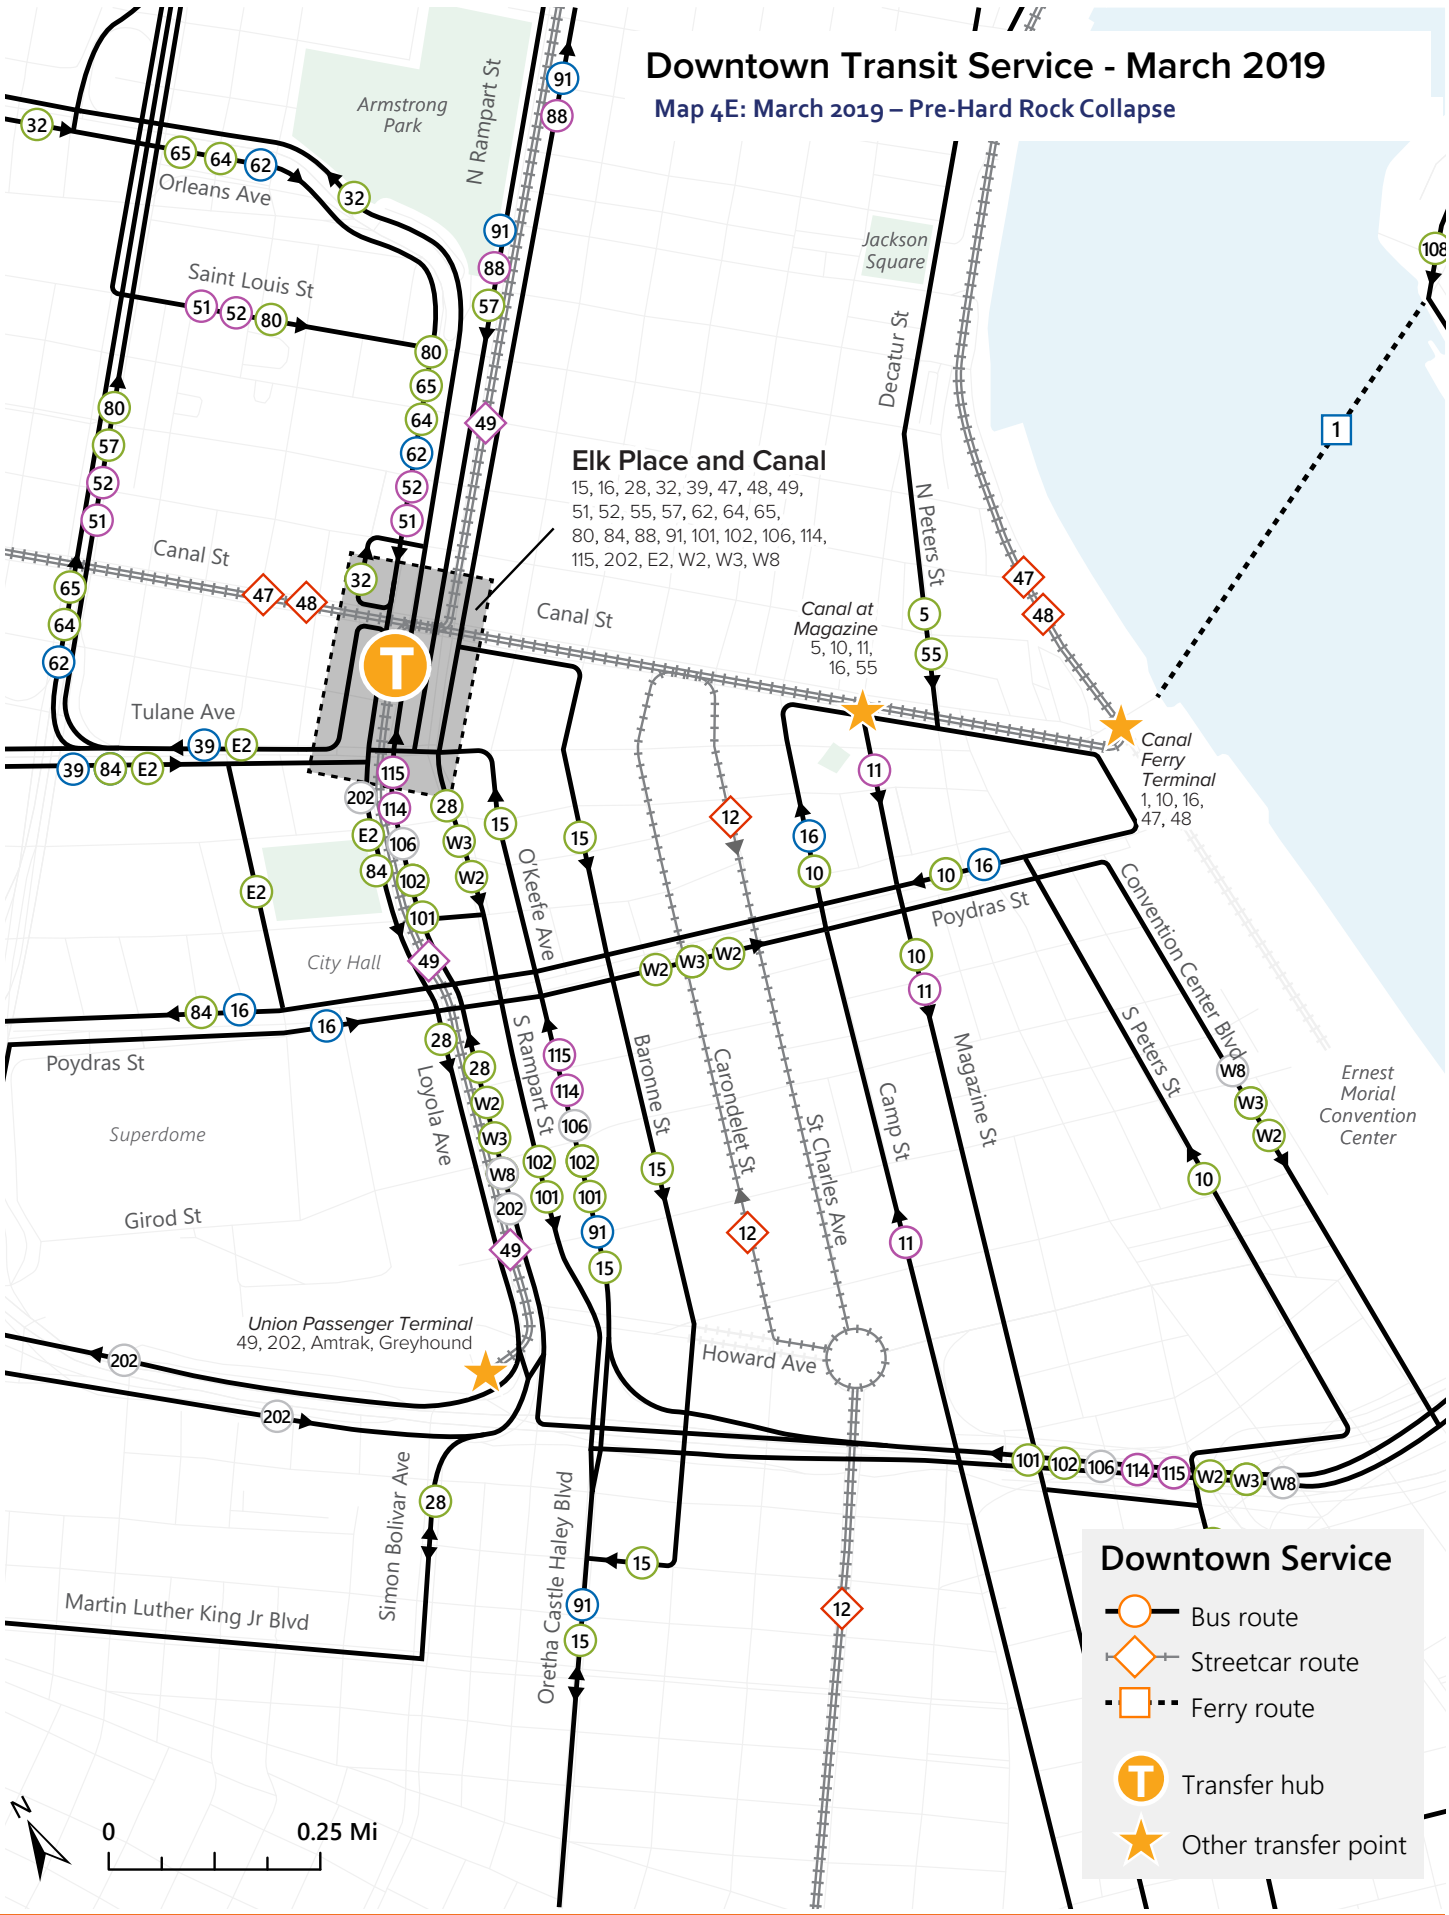 Downtown Transit Service - March 2019
Map 4E: March 2019 – Pre-Hard Rock Collapse
Armstrong
Park
N Rampart St
91
88
32
65
64
62
32
Orleans Ave
91
88
57
Jackson
Square
108
Saint Louis St
51
52
80
80
65
64
62
52
51
Decatur St
49
1
80
57
52
51
Elk Place and Canal
15, 16, 28, 32, 39, 47, 48, 49,
51, 52, 55, 57, 62, 64, 65,
80, 84, 88, 91, 101, 102, 106, 114,
115, 202, E2, W2, W3, W8
N Peters St
Canal St
47
48
32
65
64
62
Canal St
T
47
48
Canal at
Magazine
5, 10, 11,
16, 55
5
55
Tulane Ave
39
E2
39
84
E2
Canal
Ferry
Terminal
1, 10, 16,
47, 48
115
114
106
102
101
202
E2
84
28
W3
W2
15
15
12
11
16
10
E2
O'Keefe Ave
10
16
Poydras St
Convention Center Blvd
City Hall
49
W2
W3
W2
10
11
84
16
16
Poydras St
28
28
W2
W3
W8
202
49
Loyola Ave
S Rampart St
115
114
106
102
101
91
15
102
101
Baronne St
15
Carondelet St
12
St Charles Ave
Camp St
11
Magazine St
S Peters St
10
W8
W3
W2
Ernest
Morial
Convention
Center
Superdome
Girod St
Union Passenger Terminal
49, 202, Amtrak, Greyhound
202
202
Howard Ave
101
102
106
114
115
W2
W3
W8
28
Simon Bolivar Ave
Oretha Castle Haley Blvd
15
91
15
12
Martin Luther King Jr Blvd
Downtown Service
Bus route
Streetcar route
Ferry route
T
Transfer hub
Other transfer point
N
0
0.25 Mi